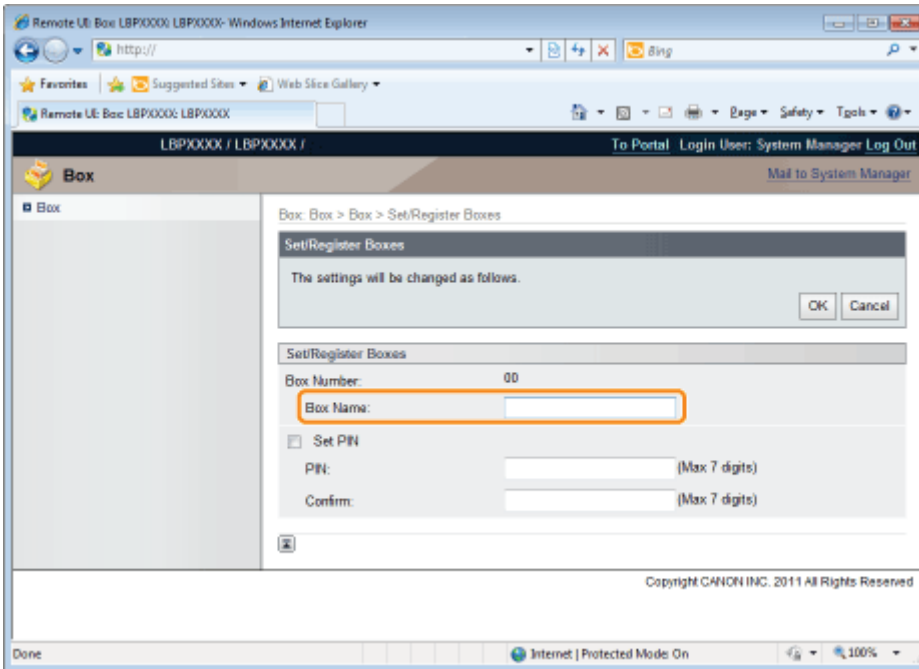 Remote UI: Box: LBPXXXX: LBPXXXX- Windows Internet Explorer
http://
Bing
Favorites Suggested Sites Web Slice Gallery
Remote UI: Box: LBPXXXX: LBPXXXX Page Safety Tools
LBPXXXX / LBPXXXX / To Portal Login User: System Manager Log Out
Box Mail to System Manager
Box
Box: Box > Box > Set/Register Boxes
Set/Register Boxes
The settings will be changed as follows.
OK Cancel
Set/Register Boxes
Box Number: 00
Box Name:
Set PIN
PIN: (Max 7 digits)
Confirm: (Max 7 digits)
Copyright CANON INC. 2011 All Rights Reserved
Done Internet | Protected Mode: On 100%